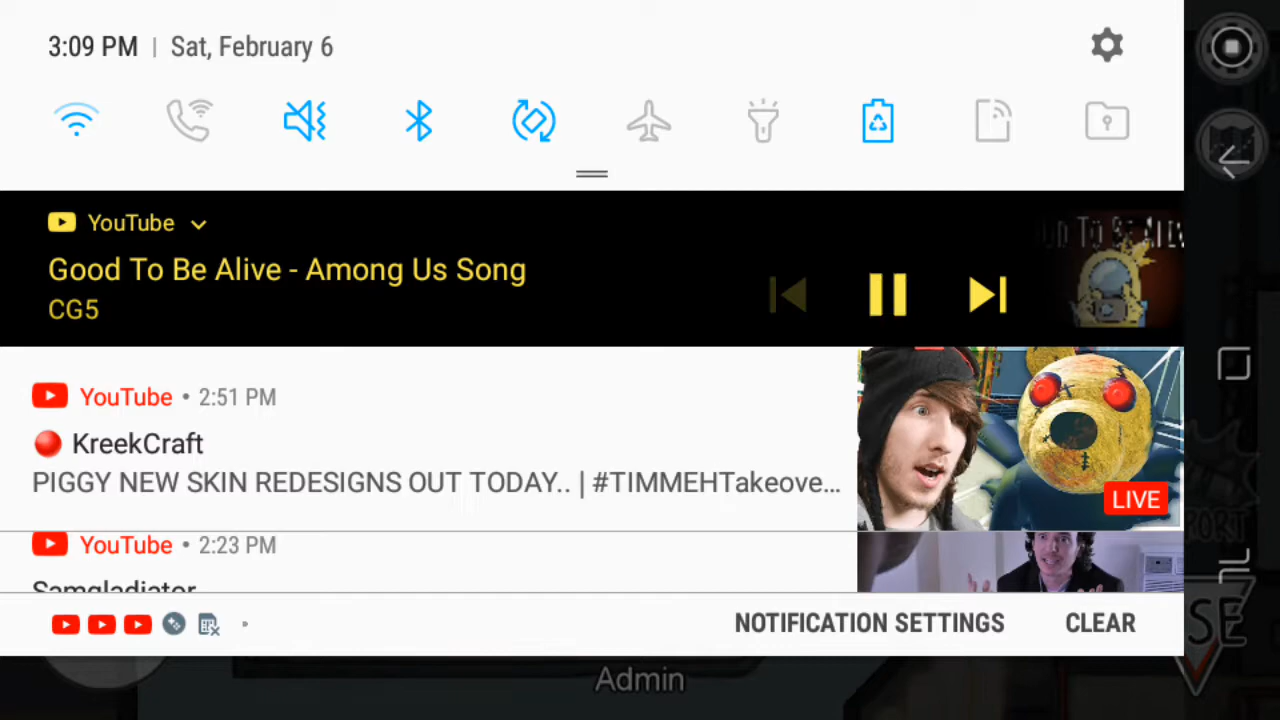 3:09 PM | Sat, February 6
YouTube
Good To Be Alive - Among Us Song
CG5
YouTube • 2:51 PM
KreekCraft
PIGGY NEW SKIN REDESIGNS OUT TODAY.. | #TIMMEHTakeove...
LIVE
YouTube • 2:23 PM
Samgladiator
NOTIFICATION SETTINGS
CLEAR
Admin